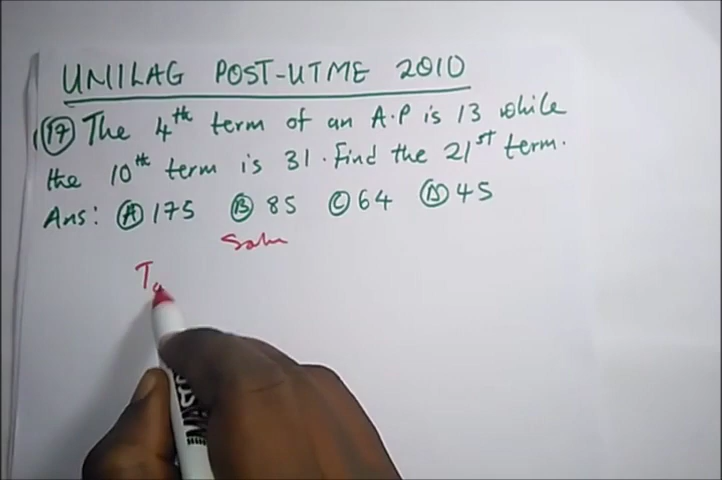 UNILAG POST-UTME 2010
(17) The 4th term of an A.P is 13 while
the 10th term is 31. Find the 21st term.
Ans: (A) 175 (B) 85 (C) 64 (D) 45
Soln
T